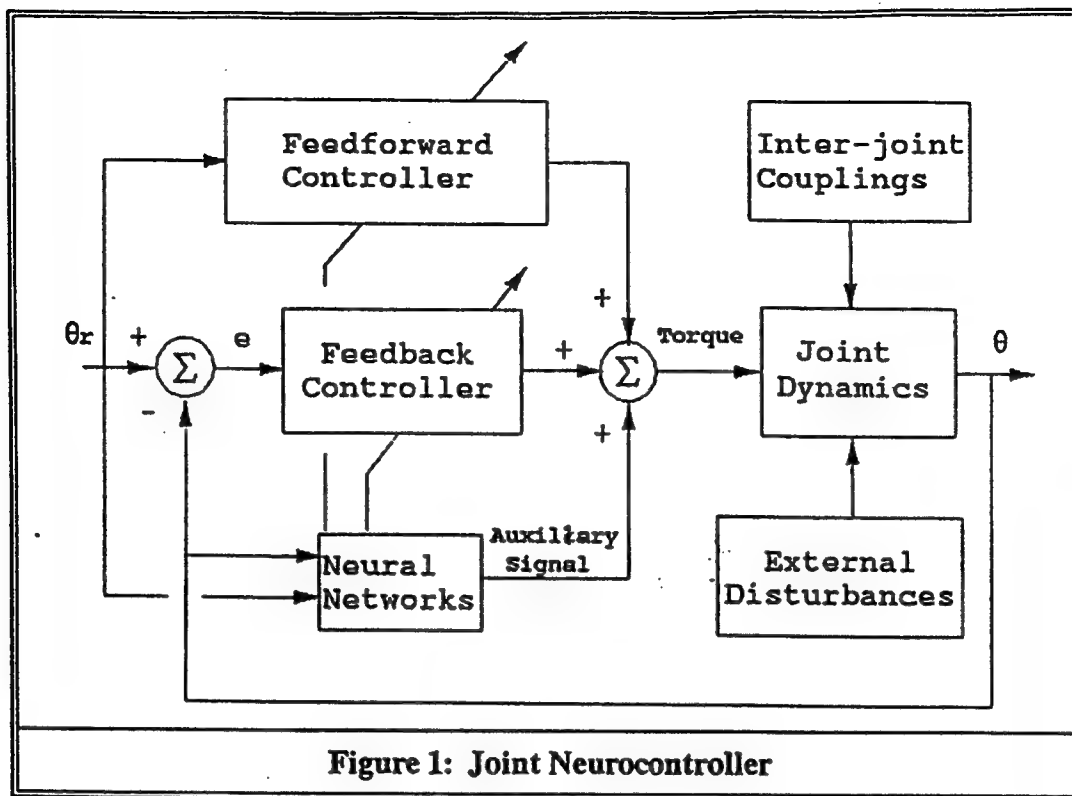 Feedforward
Controller
Inter-joint
Couplings
θr
+
-
Σ
e
Feedback
Controller
+
+
+
Σ
Torque
Joint
Dynamics
θ
Neural
Networks
Auxiliary
Signal
External
Disturbances
Figure 1: Joint Neurocontroller